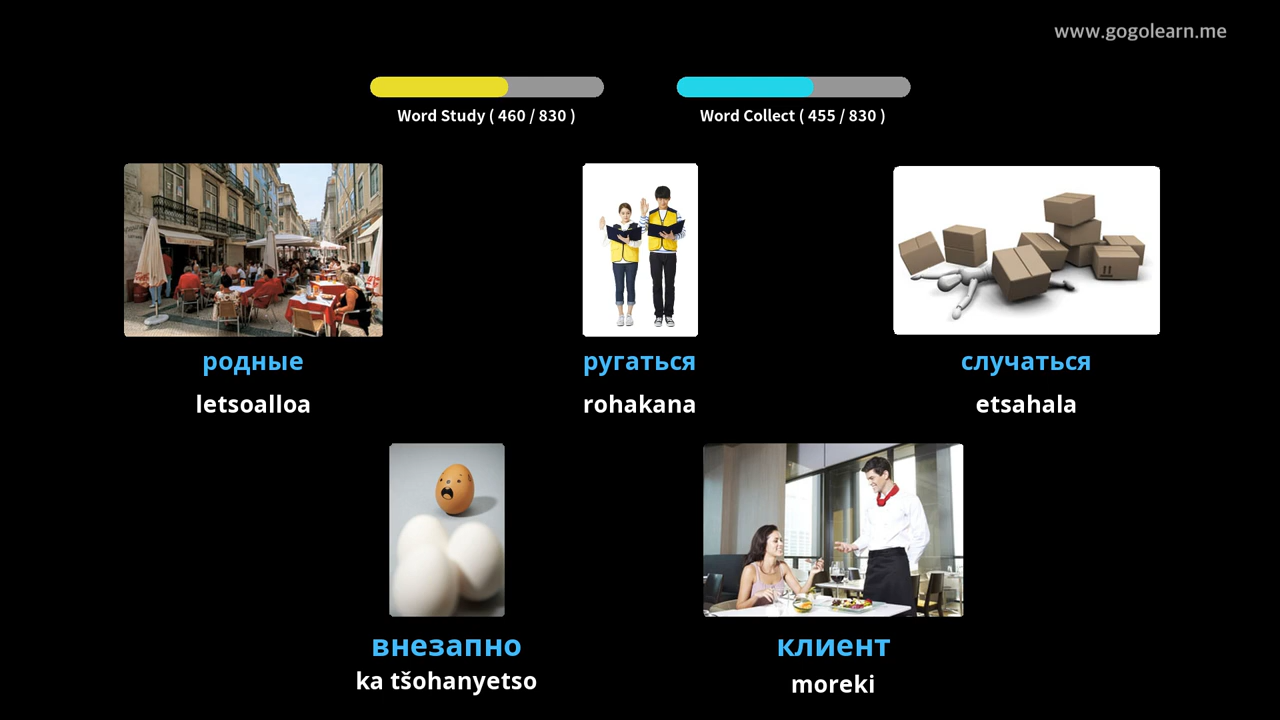 www.gogolearn.me
Word Study ( 460 / 830 )
Word Collect ( 455 / 830 )
родные
ругаться
случаться
letsoalloa
rohakana
etsahala
внезапно
клиент
ka tšohanyetso
moreki